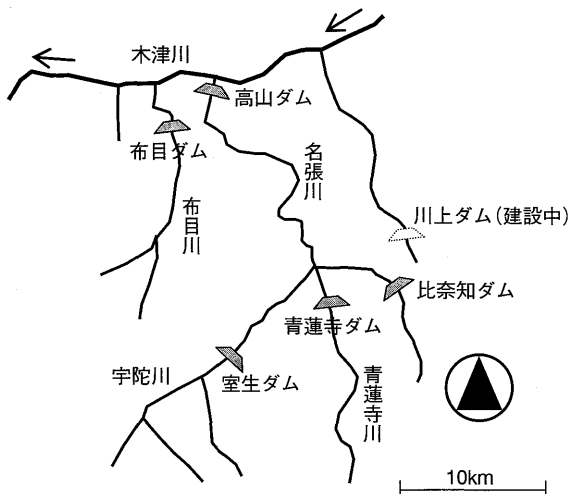 木津川
高山ダム
布目ダム
名張川
布目川
川上ダム（建設中）
比奈知ダム
青蓮寺ダム
宇陀川
室生ダム
青蓮寺川
10km